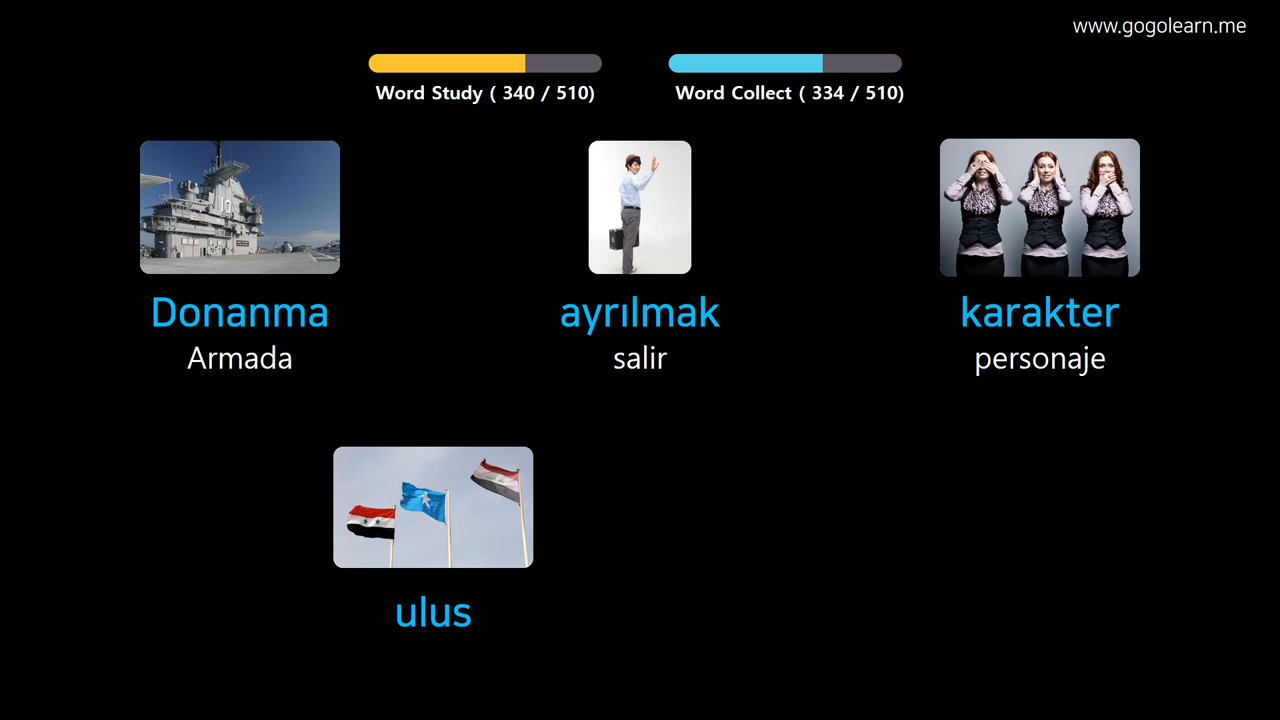 www.gogolearn.me
Word Study ( 340 / 510)
Word Collect ( 334 / 510)
Donanma
Armada
ayrılmak
salir
karakter
personaje
ulus